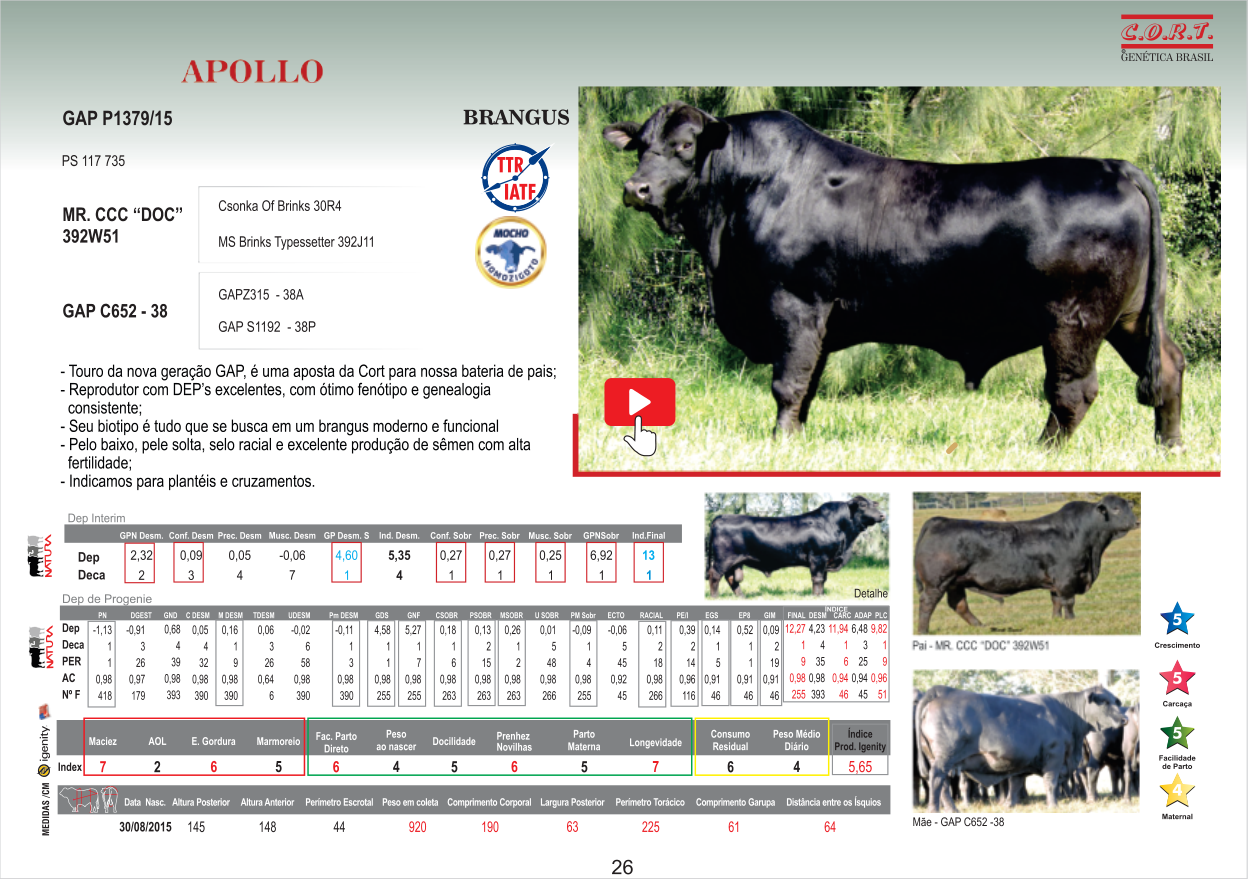 C.O.R.T.
GENÉTICA BRASIL
APOLLO
GAP P1379/15
BRANGUS
PS 117 735
TTR
IATF
MR. CCC “DOC”
392W51
Csonka Of Brinks 30R4
MS Brinks Typessetter 392J11
MOCHO
HOMOZIGOTO
GAP C652 - 38
GAPZ315 - 38A
GAP S1192 - 38P
- Touro da nova geração GAP, é uma aposta da Cort para nossa bateria de pais;
- Reprodutor com DEP’s excelentes, com ótimo fenótipo e genealogia
consistente;
- Seu biotipo é tudo que se busca em um brangus moderno e funcional
- Pelo baixo, pele solta, selo racial e excelente produção de sêmen com alta
fertilidade;
- Indicamos para plantéis e cruzamentos.
Dep Interim
GPN Desm. Conf. Desm Prec. Desm Musc. Desm GP Desm. S Ind. Desm. Conf. Sobr Prec. Sobr Musc. Sobr GPNSobr Ind.Final
NATURA
Dep 2,32 0,09 0,05 -0,06 4,60 5,35 0,27 0,27 0,25 6,92 13
Deca 2 3 4 7 1 4 1 1 1 1 1
Detalhe
Dep de Progenie
ÍNDICE
PN DGEST GND C DESM M DESM TDESM UDESM Pm DESM GDS GNF CSOBR PSOBR MSOBR U SOBR PM Sobr ECTO RACIAL PE/I EGS EP8 GIM FINAL DESM CARC ADAP PLC
NATURA
Dep -1,13 -0,91 0,68 0,05 0,16 0,06 -0,02 -0,11 4,58 5,27 0,18 0,13 0,26 0,01 -0,09 -0,06 0,11 0,39 0,14 0,52 0,09 12,27 4,23 11,94 6,48 9,82
Deca 1 3 4 4 1 3 6 1 1 1 1 2 1 5 1 5 2 2 1 1 2 1 4 1 3 1
PER 1 26 39 32 9 26 58 3 1 7 6 15 2 48 4 45 18 14 5 1 19 9 35 6 25 9
AC 0,98 0,97 0,98 0,98 0,98 0,64 0,98 0,98 0,98 0,98 0,98 0,98 0,98 0,98 0,98 0,92 0,98 0,96 0,91 0,91 0,91 0,98 0,98 0,94 0,94 0,96
Nº F 418 179 393 390 390 6 390 390 255 255 263 263 263 266 255 45 266 116 46 46 46 255 393 46 45 51
Pai - MR. CCC “DOC” 392W51
5
Crescimento
5
Carcaça
5
Facilidade
de Parto
4
Maternal
igenity
Maciez AOL E. Gordura Marmoreio Fac. Parto Direto Peso ao nascer Docilidade Prenhez Novilhas Parto Materna Longevidade Consumo Residual Peso Médio Diário Índice Prod. Igenity
Index 7 2 6 5 6 4 5 6 5 7 6 4 5,65
MEDIDAS /CM
Data Nasc. Altura Posterior Altura Anterior Perímetro Escrotal Peso em coleta Comprimento Corporal Largura Posterior Perímetro Torácico Comprimento Garupa Distância entre os Ísquios
30/08/2015 145 148 44 920 190 63 225 61 64
Mãe - GAP C652 -38
26